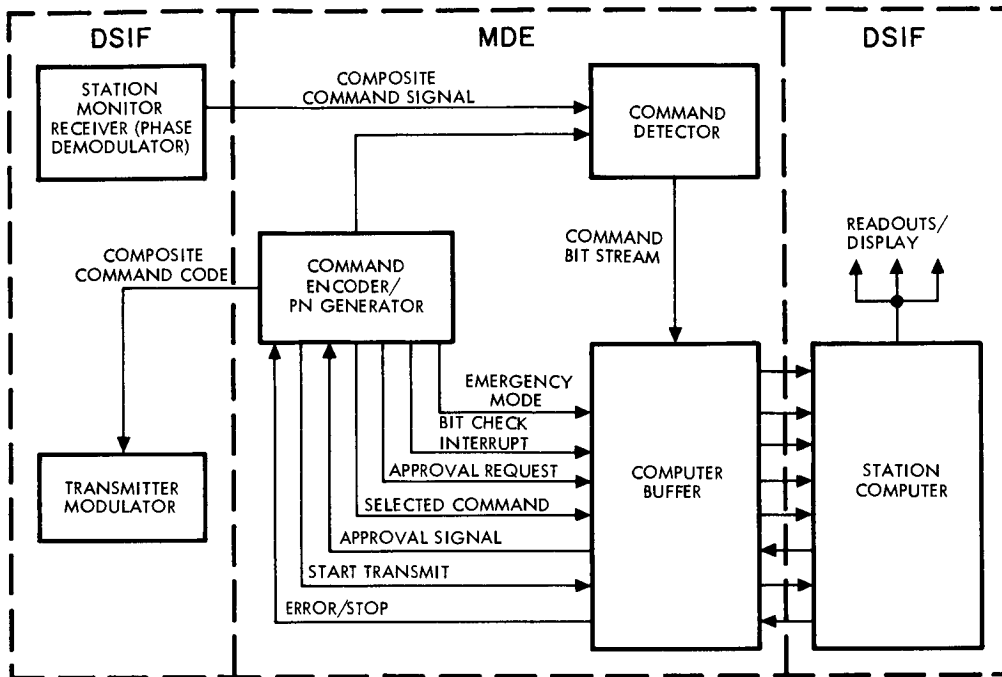 DSIF
MDE
DSIF
STATION
MONITOR
RECEIVER (PHASE
DEMODULATOR)
COMPOSITE
COMMAND SIGNAL
COMMAND
DETECTOR
COMPOSITE
COMMAND CODE
COMMAND
ENCODER/
PN GENERATOR
COMMAND
BIT STREAM
READOUTS/
DISPLAY
EMERGENCY
MODE
BIT CHECK
INTERRUPT
APPROVAL REQUEST
SELECTED COMMAND
APPROVAL SIGNAL
START TRANSMIT
ERROR/STOP
TRANSMITTER
MODULATOR
COMPUTER
BUFFER
STATION
COMPUTER